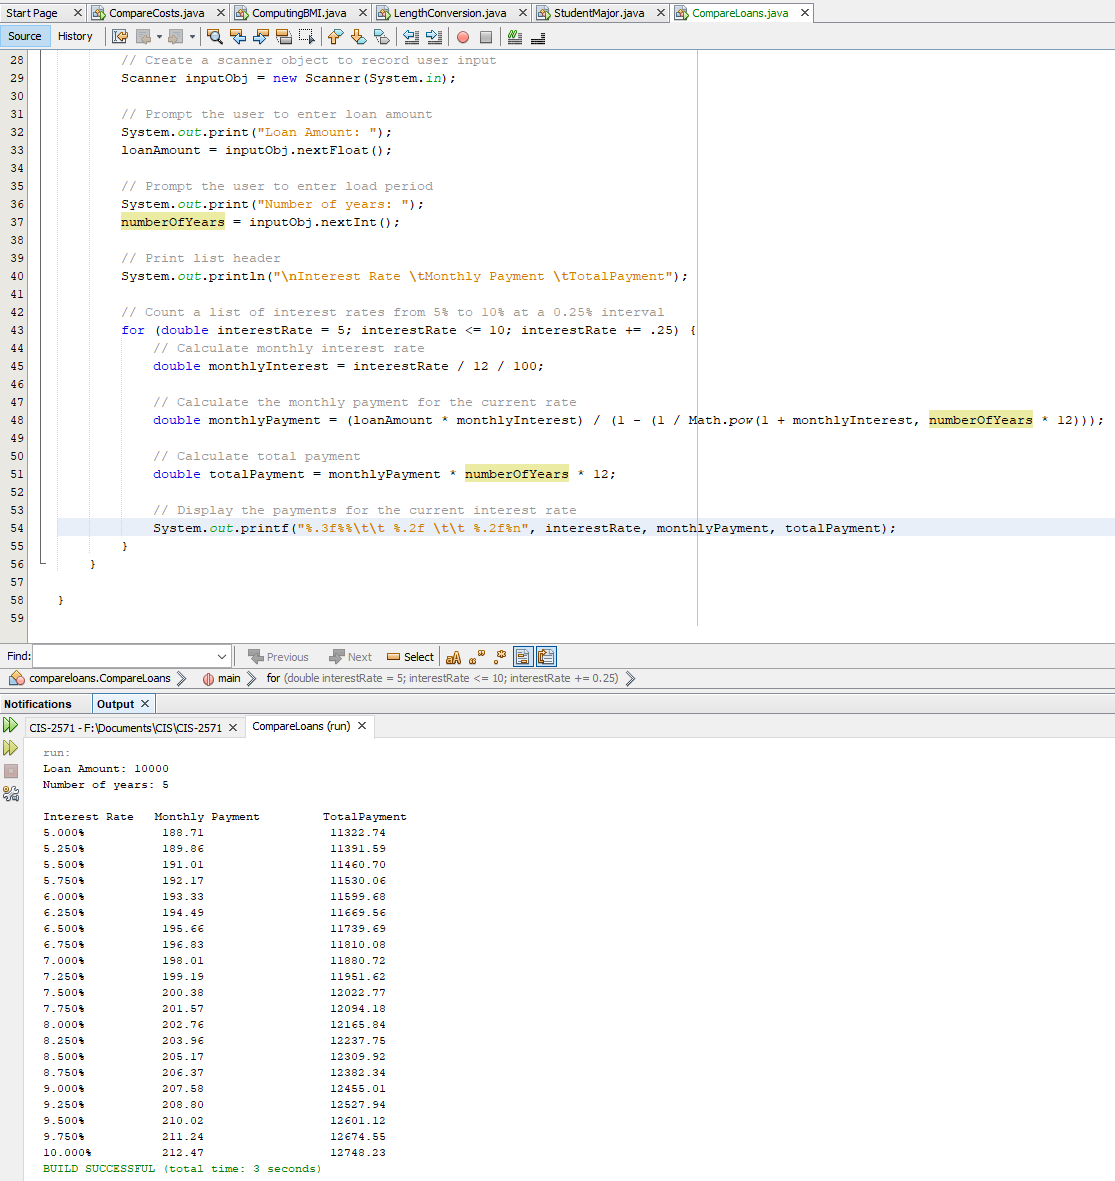 Start Page CompareCosts.java ComputingBMI.java LengthConversion.java StudentMajor.java CompareLoans.java
Source History
28 // Create a scanner object to record user input
29 Scanner inputObj = new Scanner(System.in);
30
31 // Prompt the user to enter loan amount
32 System.out.print("Loan Amount: ");
33 loanAmount = inputObj.nextFloat();
34
35 // Prompt the user to enter load period
36 System.out.print("Number of years: ");
37 numberOfYears = inputObj.nextInt();
38
39 // Print list header
40 System.out.println("\nInterest Rate \tMonthly Payment \tTotalPayment");
41
42 // Count a list of interest rates from 5% to 10% at a 0.25% interval
43 for (double interestRate = 5; interestRate <= 10; interestRate += .25) {
44 // Calculate monthly interest rate
45 double monthlyInterest = interestRate / 12 / 100;
46
47 // Calculate the monthly payment for the current rate
48 double monthlyPayment = (loanAmount * monthlyInterest) / (1 - (1 / Math.pow(1 + monthlyInterest, numberOfYears * 12)));
49
50 // Calculate total payment
51 double totalPayment = monthlyPayment * numberOfYears * 12;
52
53 // Display the payments for the current interest rate
54 System.out.printf("%.3f%%\t\t %.2f \t\t %.2f%n", interestRate, monthlyPayment, totalPayment);
55 }
56 }
57
58 }
59
Find: Previous Next Select aA
compareloans.CompareLoans main for (double interestRate = 5; interestRate <= 10; interestRate += 0.25)
Notifications Output
CIS-2571 - F:\Documents\CIS\CIS-2571 CompareLoans (run)
run:
Loan Amount: 10000
Number of years: 5
Interest Rate Monthly Payment TotalPayment
5.000% 188.71 11322.74
5.250% 189.86 11391.59
5.500% 191.01 11460.70
5.750% 192.17 11530.06
6.000% 193.33 11599.68
6.250% 194.49 11669.56
6.500% 195.66 11739.69
6.750% 196.83 11810.08
7.000% 198.01 11880.72
7.250% 199.19 11951.62
7.500% 200.38 12022.77
7.750% 201.57 12094.18
8.000% 202.76 12165.84
8.250% 203.96 12237.75
8.500% 205.17 12309.92
8.750% 206.37 12382.34
9.000% 207.58 12455.01
9.250% 208.80 12527.94
9.500% 210.02 12601.12
9.750% 211.24 12674.55
10.000% 212.47 12748.23
BUILD SUCCESSFUL (total time: 3 seconds)